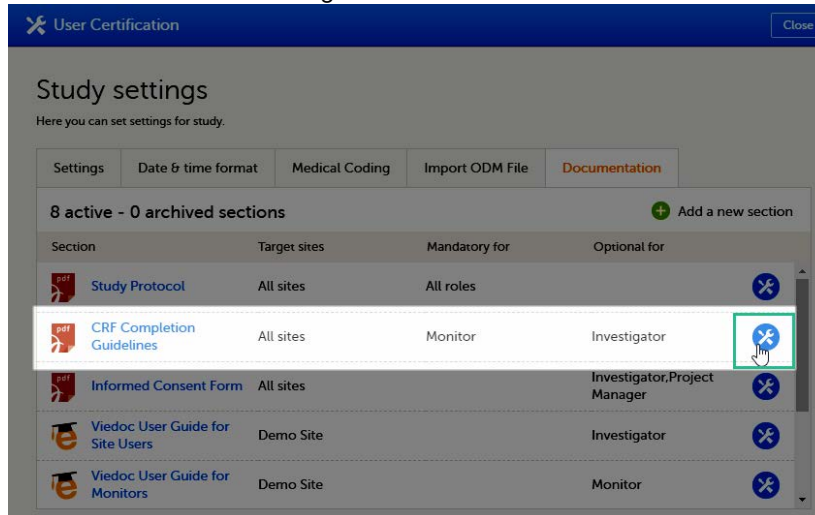 User Certification
Close
Study settings
Here you can set settings for study.
Settings Date & time format Medical Coding Import ODM File Documentation
8 active - 0 archived sections Add a new section
Section Target sites Mandatory for Optional for
pdf Study Protocol All sites All roles
pdf CRF Completion Guidelines All sites Monitor Investigator
pdf Informed Consent Form All sites Investigator,Project Manager
Viedoc User Guide for Site Users Demo Site Investigator
Viedoc User Guide for Monitors Demo Site Monitor